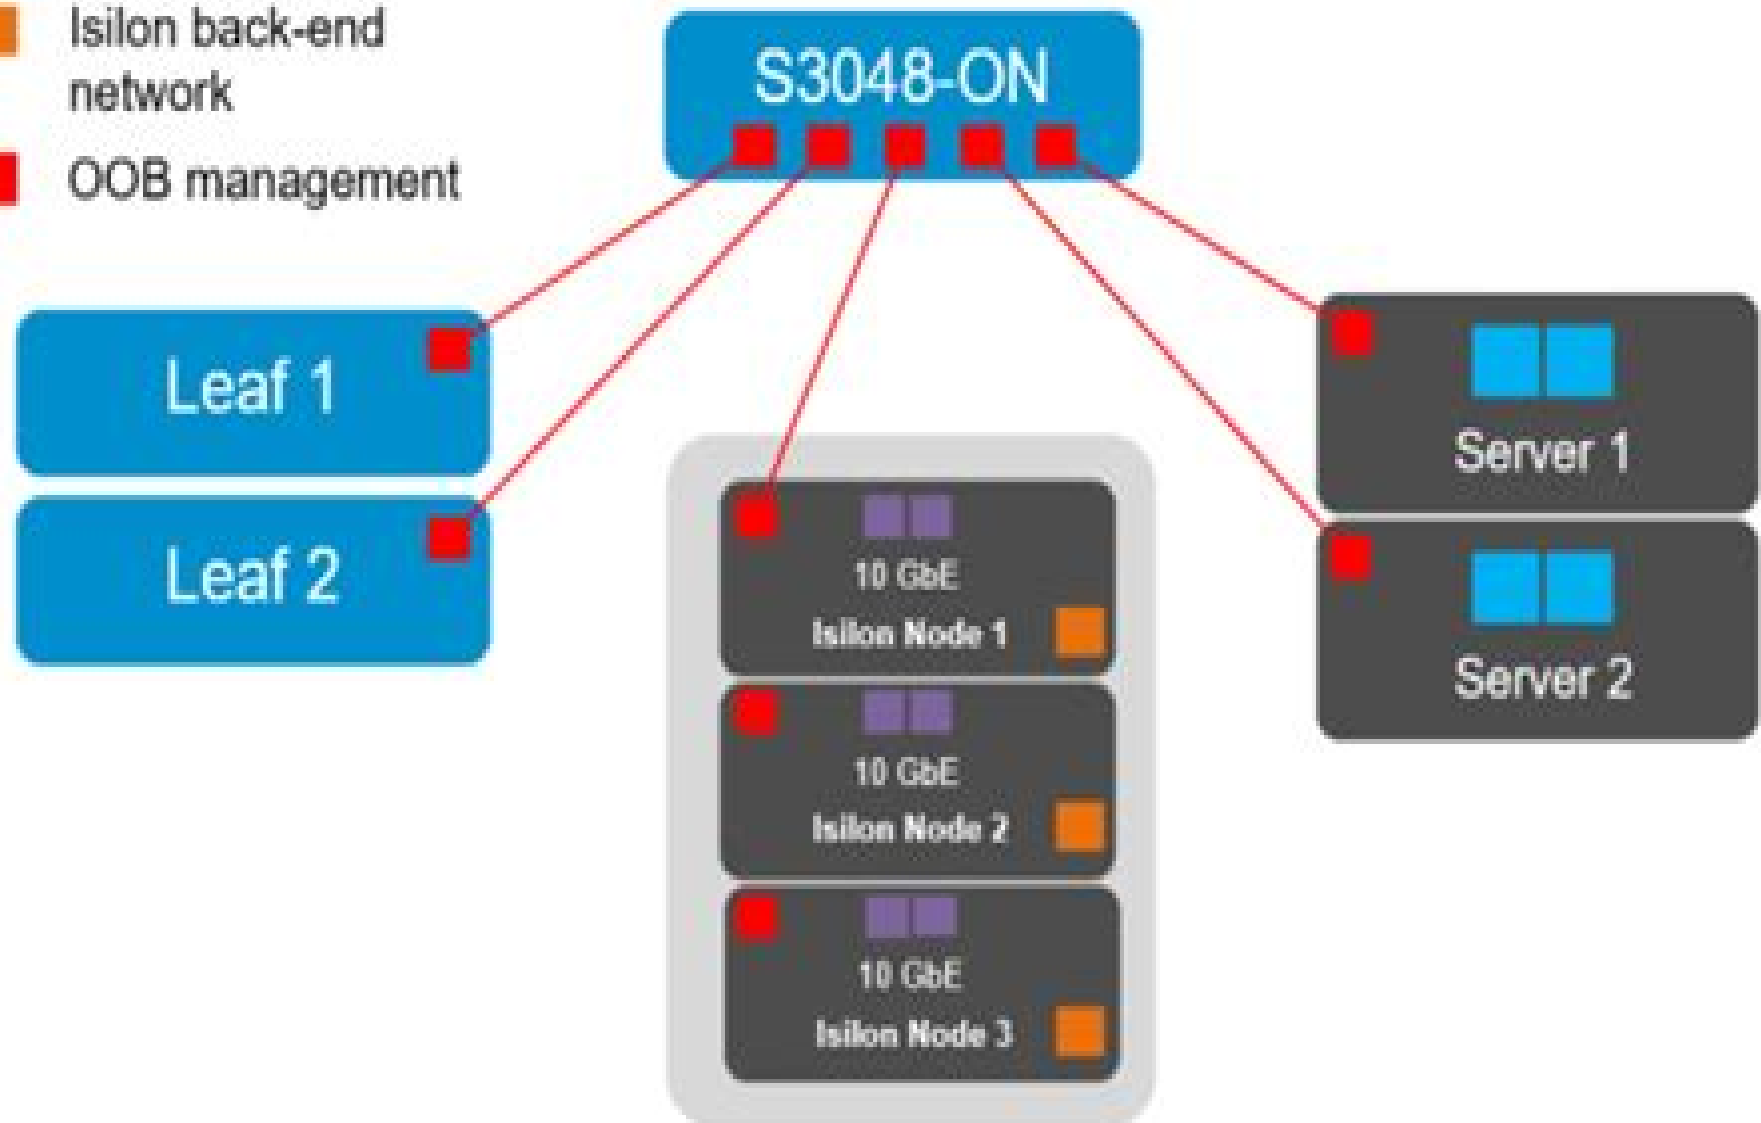 Isilon back-end
network
OOB management
S3048-ON
Leaf 1
Leaf 2
10 GbE
Isilon Node 1
10 GbE
Isilon Node 2
10 GbE
Isilon Node 3
Server 1
Server 2